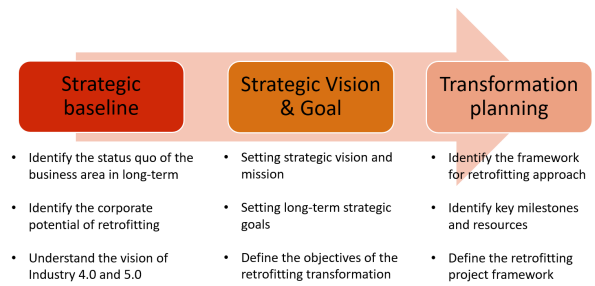 Strategic
baseline
• Identify the status quo of the
business area in long-term
• Identify the corporate
potential of retrofitting
• Understand the vision of
Industry 4.0 and 5.0
Strategic Vision
& Goal
• Setting strategic vision and
mission
• Setting long-term strategic
goals
• Define the objectives of the
retrofitting transformation
Transformation
planning
• Identify the framework
for retrofitting approach
• Identify key milestones
and resources
• Define the retrofitting
project framework